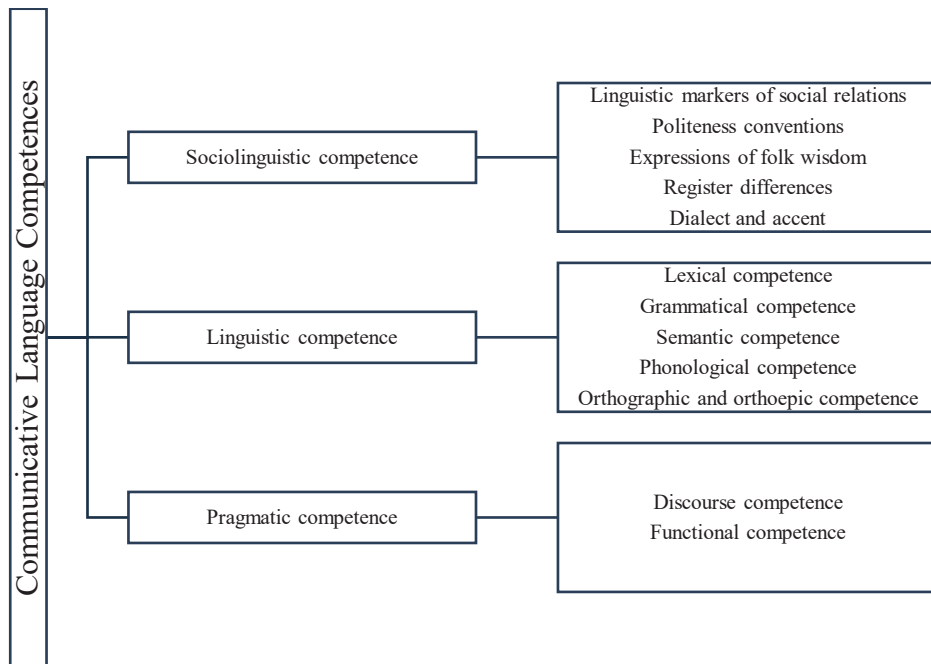 Communicative Language Competences
Sociolinguistic competence
Linguistic markers of social relations
Politeness conventions
Expressions of folk wisdom
Register differences
Dialect and accent
Linguistic competence
Lexical competence
Grammatical competence
Semantic competence
Phonological competence
Orthographic and orthoepic competence
Pragmatic competence
Discourse competence
Functional competence